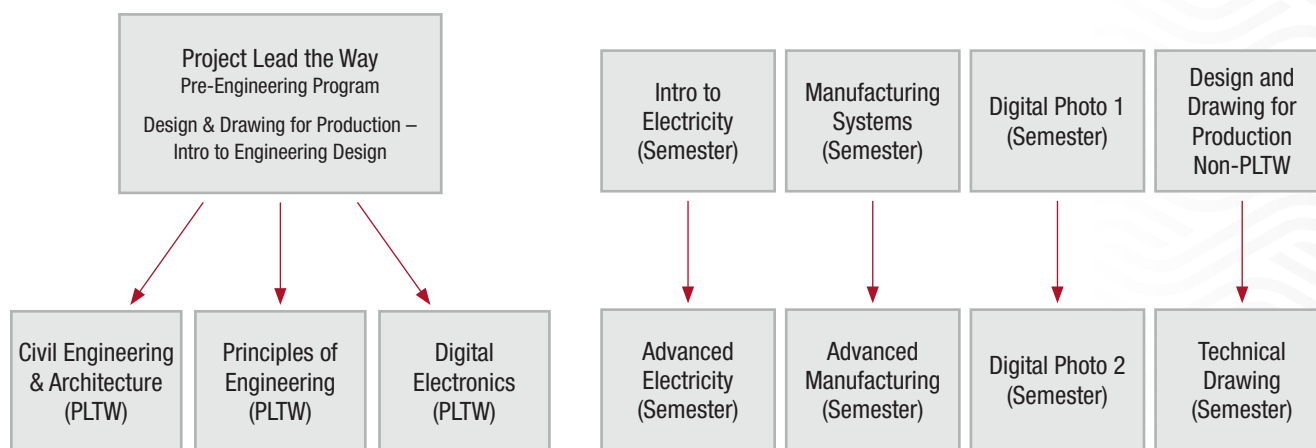 Project Lead the Way
Pre-Engineering Program
Design & Drawing for Production –
Intro to Engineering Design
Intro to
Electricity
(Semester)
Manufacturing
Systems
(Semester)
Digital Photo 1
(Semester)
Design and
Drawing for
Production
Non-PLTW
Civil Engineering
& Architecture
(PLTW)
Principles of
Engineering
(PLTW)
Digital
Electronics
(PLTW)
Advanced
Electricity
(Semester)
Advanced
Manufacturing
(Semester)
Digital Photo 2
(Semester)
Technical
Drawing
(Semester)